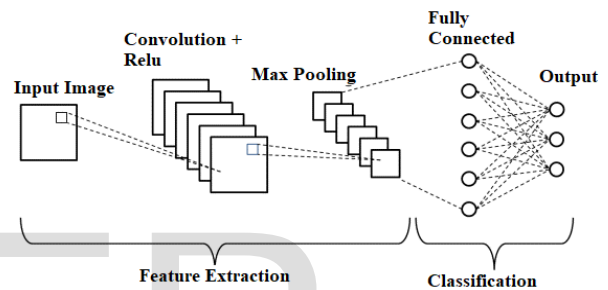 Fully
Connected
Convolution +
Relu
Max Pooling
Output
Input Image
Feature Extraction
Classification